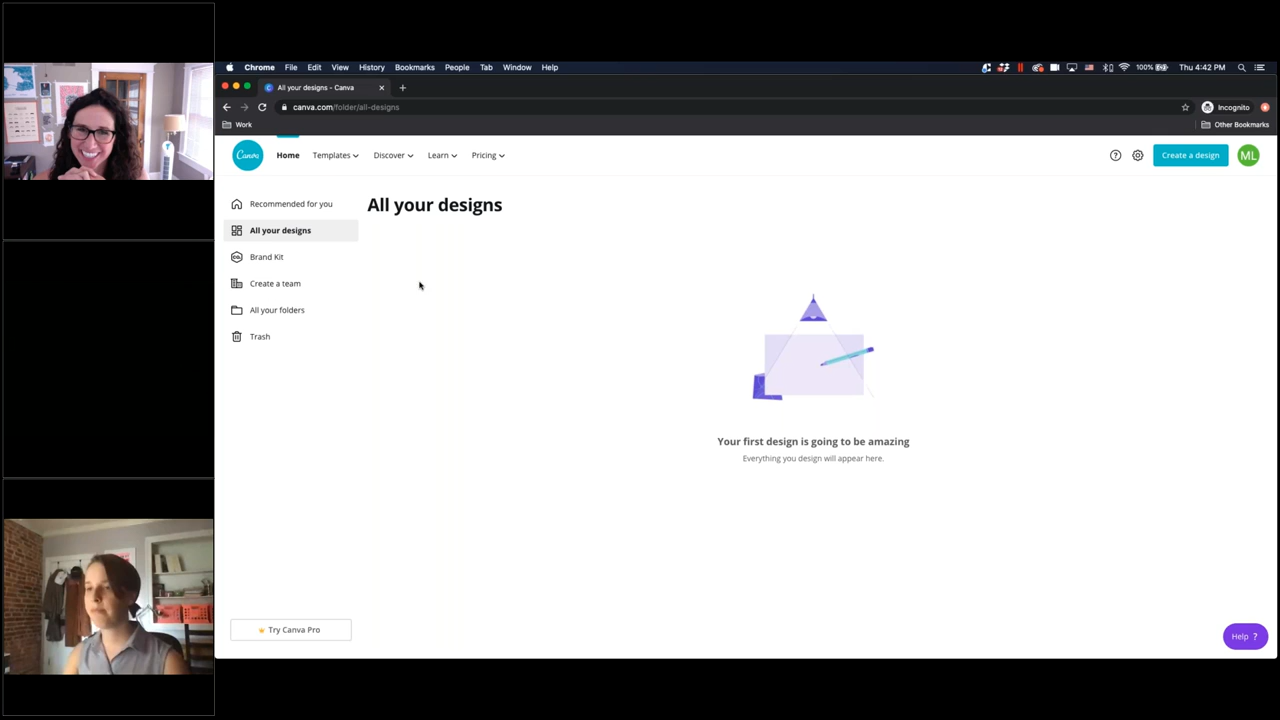 Chrome File Edit View History Bookmarks People Tab Window Help 100% Thu 4:42 PM
All your designs - Canva
canva.com/folder/all-designs Incognito
Work Other Bookmarks
Canva Home Templates Discover Learn Pricing ? Create a design ML
Recommended for you
All your designs
Brand Kit
Create a team
All your folders
Trash
All your designs
Your first design is going to be amazing
Everything you design will appear here.
Try Canva Pro
Help ?